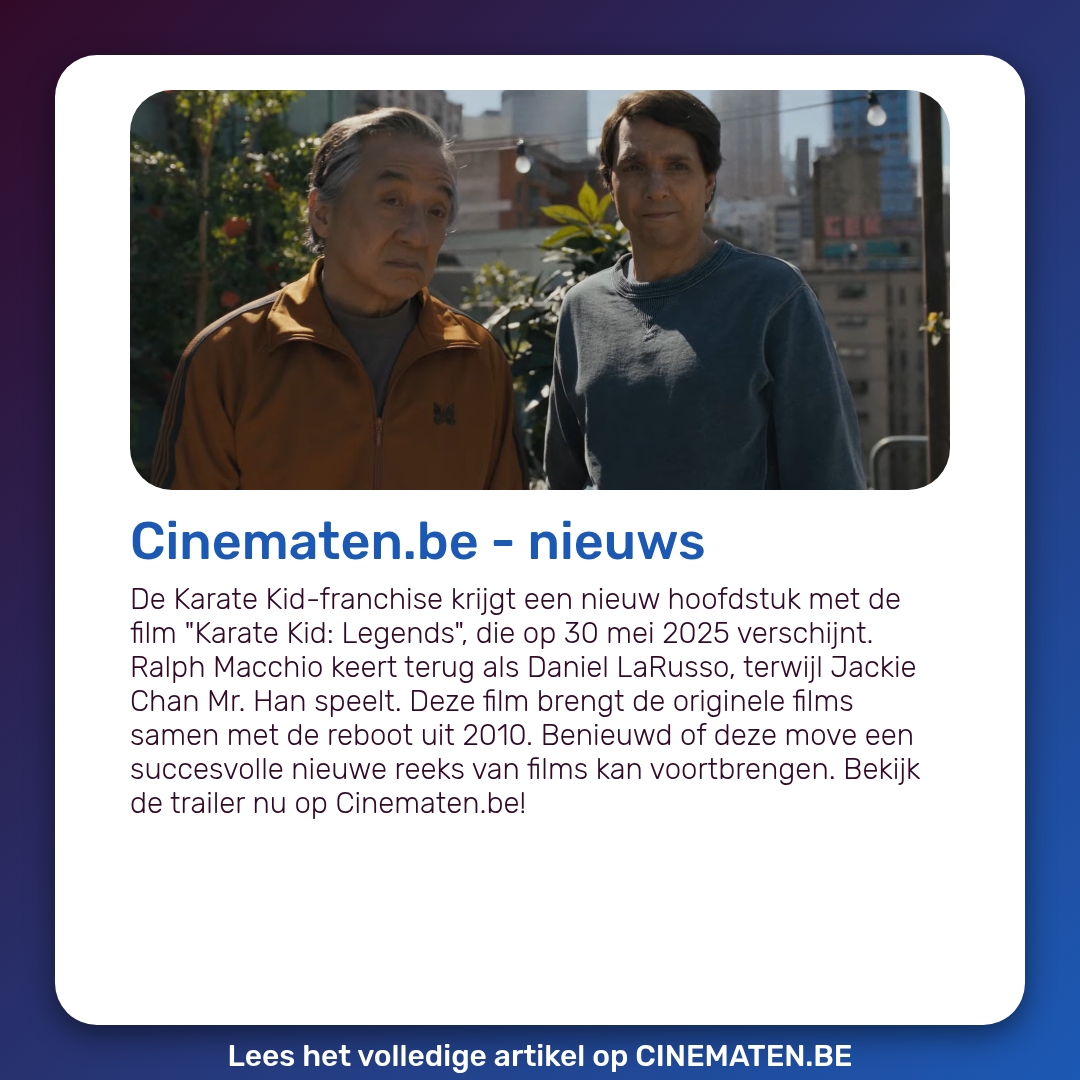 Cinematen.be - nieuws
De Karate Kid-franchise krijgt een nieuw hoofdstuk met de
film "Karate Kid: Legends", die op 30 mei 2025 verschijnt.
Ralph Macchio keert terug als Daniel LaRusso, terwijl Jackie
Chan Mr. Han speelt. Deze film brengt de originele films
samen met de reboot uit 2010. Benieuwd of deze move een
succesvolle nieuwe reeks van films kan voortbrengen. Bekijk
de trailer nu op Cinematen.be!
Lees het volledige artikel op CINEMATEN.BE